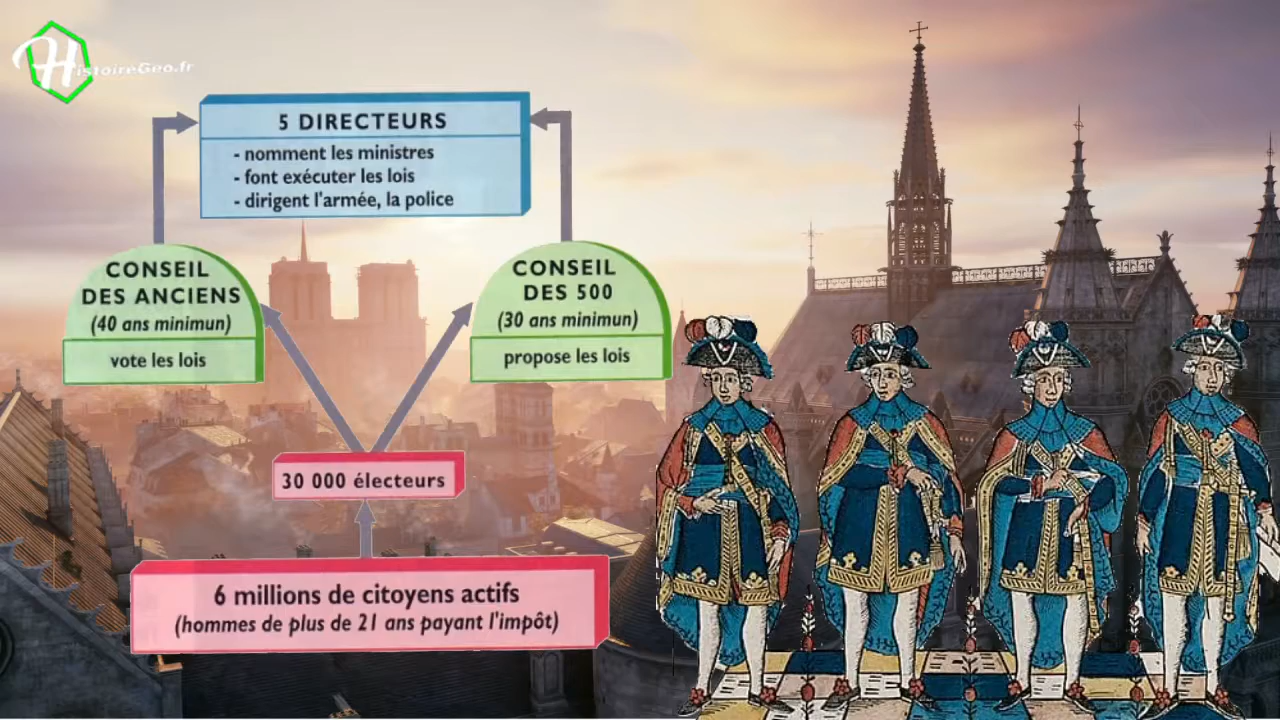 HistoireGeo.fr
5 DIRECTEURS
- nomment les ministres
- font exécuter les lois
- dirigent l'armée, la police
CONSEIL
DES ANCIENS
(40 ans minimun)
vote les lois
CONSEIL
DES 500
(30 ans minimun)
propose les lois
30 000 électeurs
6 millions de citoyens actifs
(hommes de plus de 21 ans payant l'impôt)